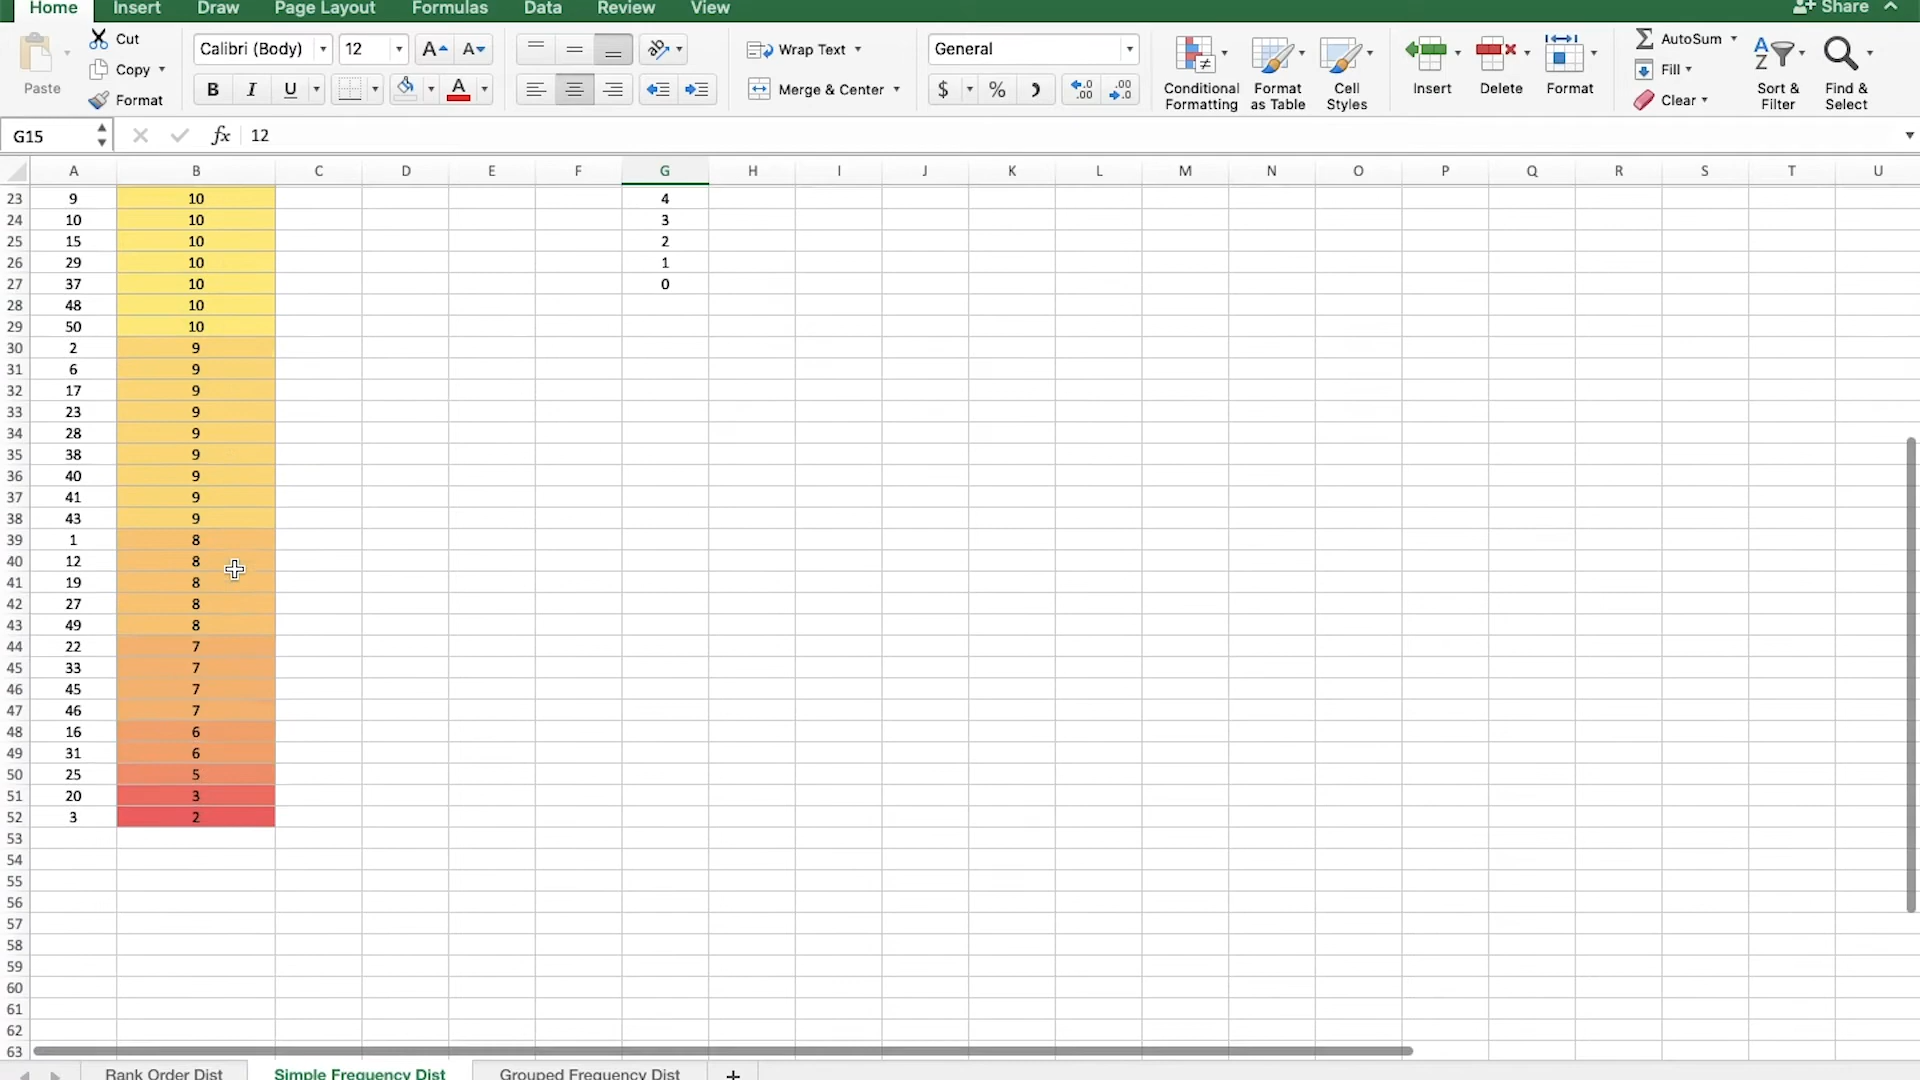 Home Insert Draw Page Layout Formulas Data Review View Share
Cut
Copy
Format
Paste
Calibri (Body) 12 A A
B I U A
Wrap Text
Merge & Center
General
$ % .00 .00
Conditional Formatting
Format as Table
Cell Styles
Insert
Delete
Format
AutoSum
Fill
Clear
Sort & Filter
Find & Select
G15 fx 12
A B C D E F G H I J K L M N O P Q R S T U
23 9 10 4
24 10 10 3
25 15 10 2
26 29 10 1
27 37 10 0
28 48 10
29 50 10
30 2 9
31 6 9
32 17 9
33 23 9
34 28 9
35 38 9
36 40 9
37 41 9
38 43 9
39 1 8
40 12 8
41 19 8
42 27 8
43 49 8
44 22 7
45 33 7
46 45 7
47 46 7
48 16 6
49 31 6
50 25 5
51 20 3
52 3 2
53
54
55
56
57
58
59
60
61
62
63
Rank Order Dist Simple Frequency Dist Grouped Frequency Dist +